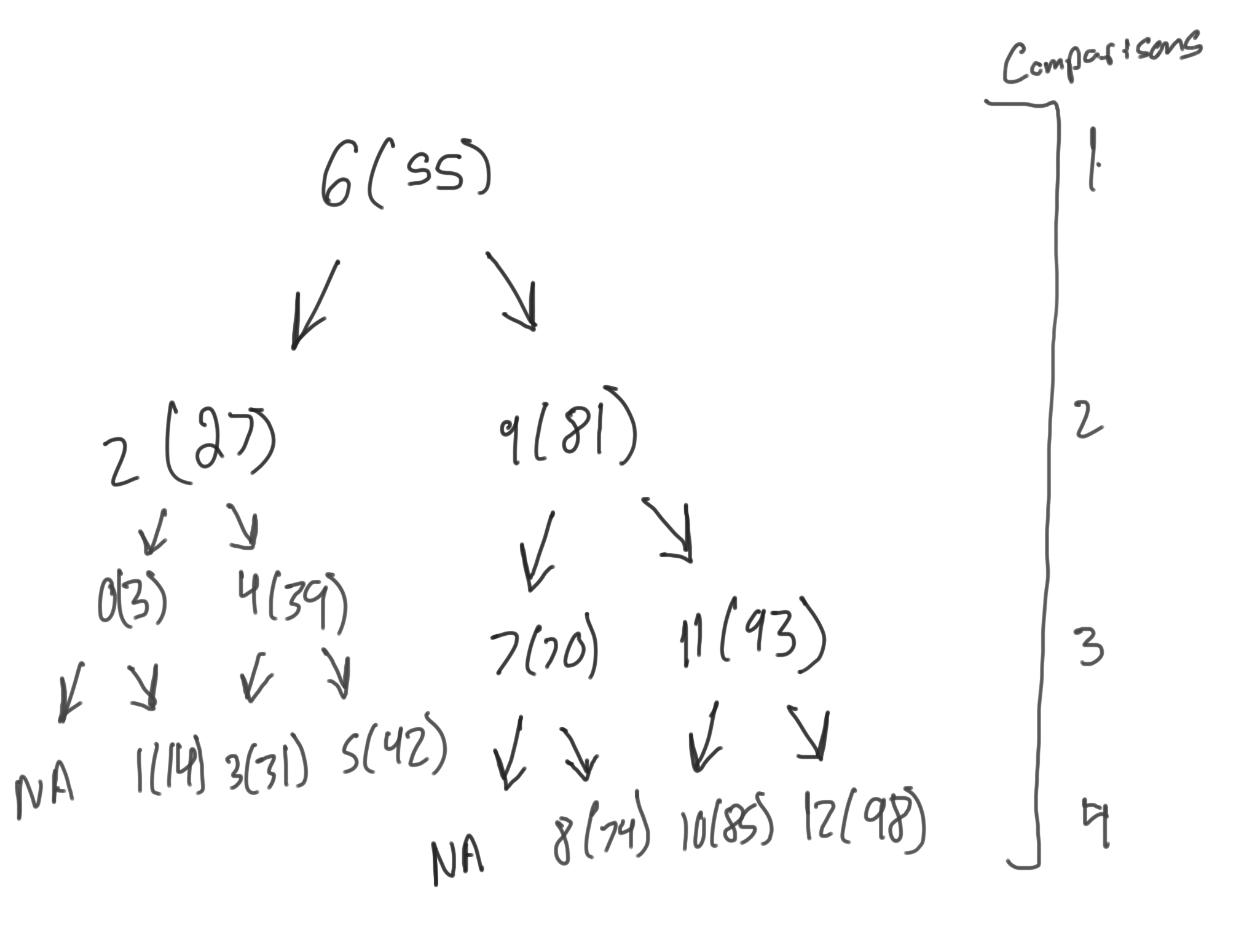 Comparisons
6(55)
1
2(27) 9(81)
2
0(3) 4(39)
7(70) 11(93)
3
NA 1(14) 3(31) 5(42)
NA 8(74) 10(85) 12(98)
4